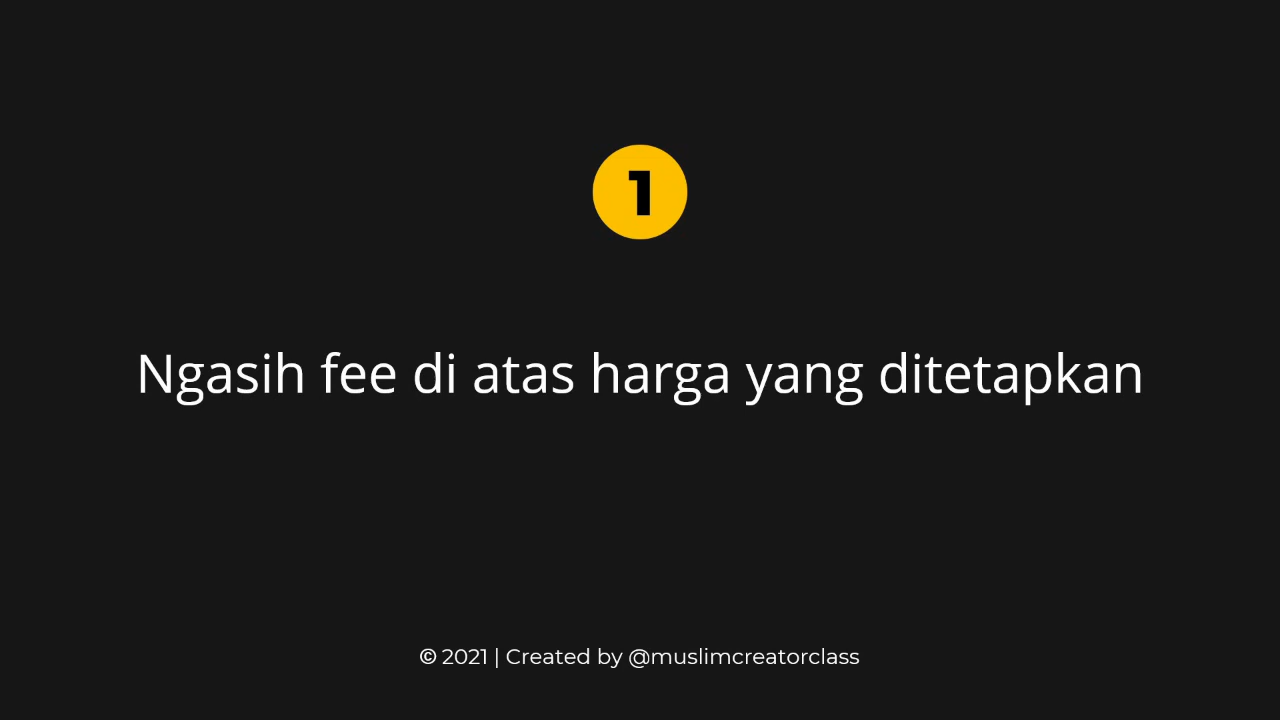 1
Ngasih fee di atas harga yang ditetapkan
© 2021 | Created by @muslimcreatorclass